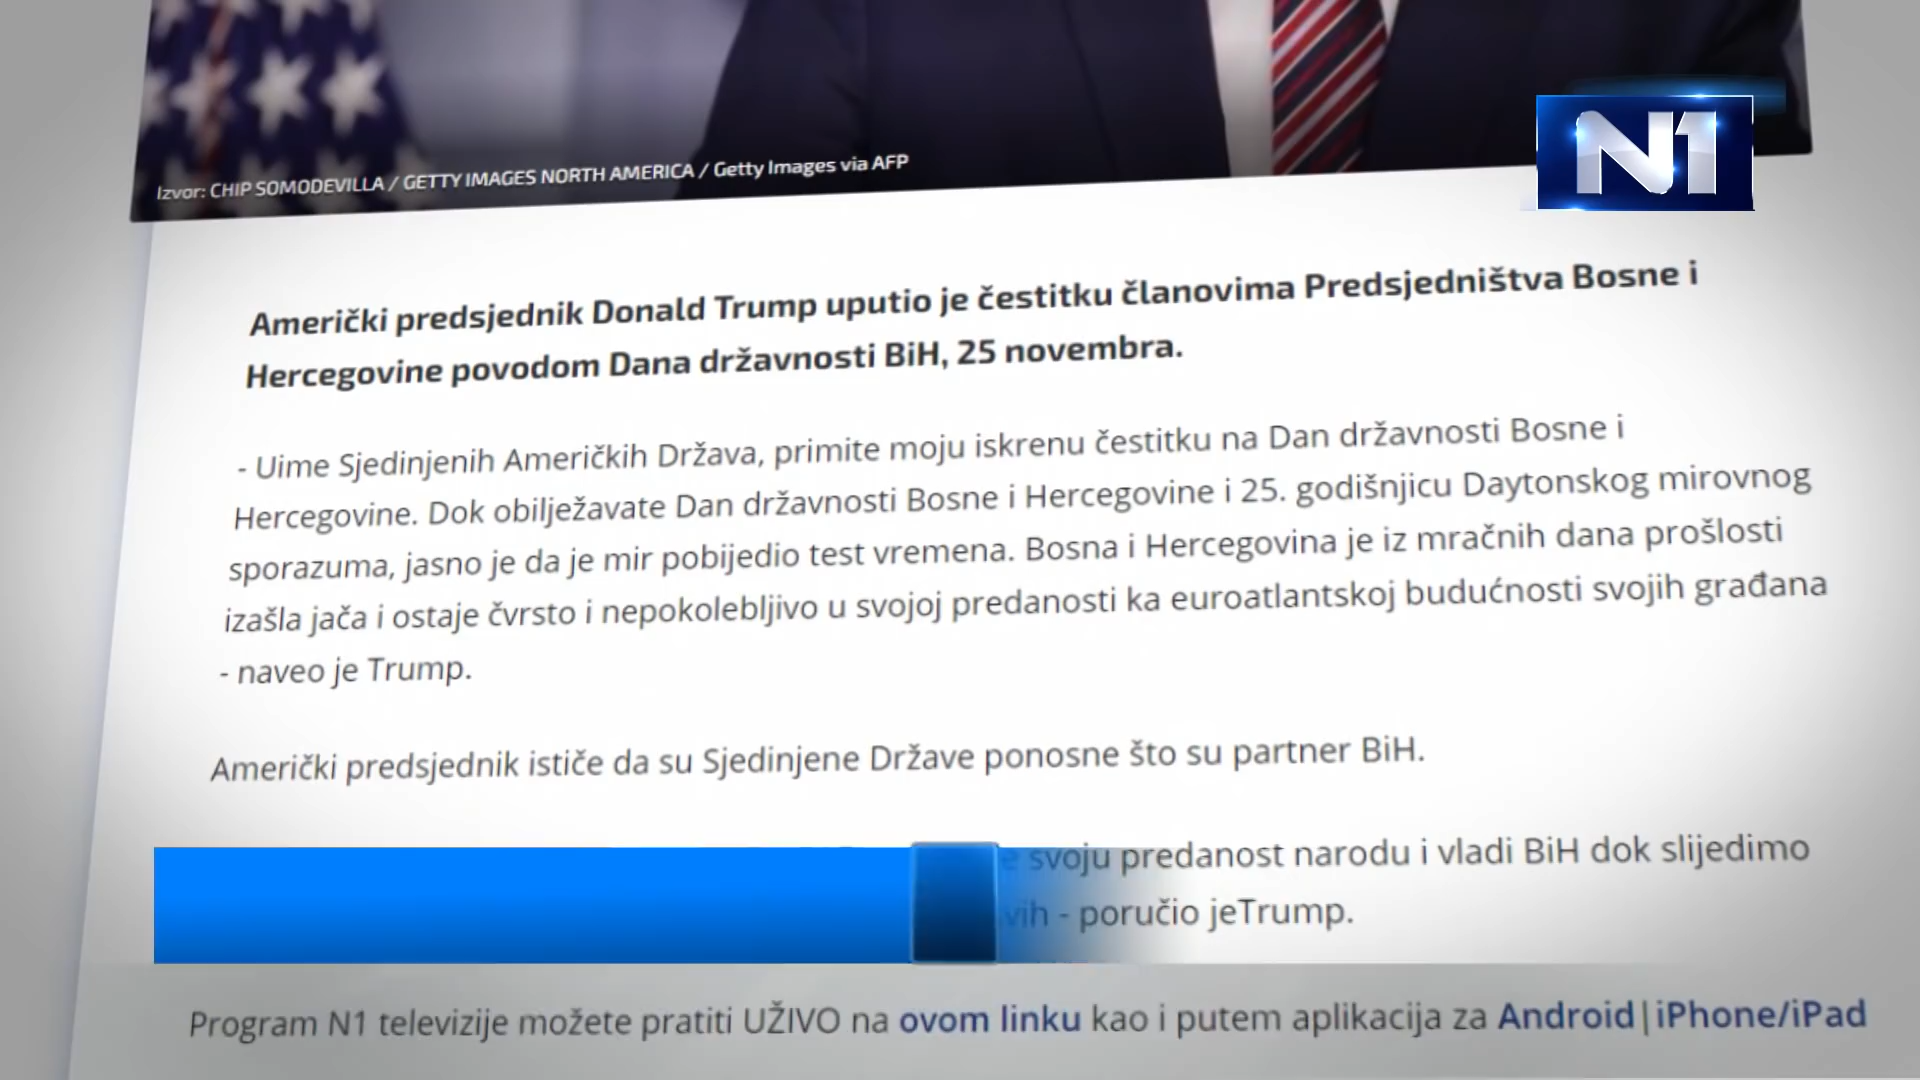 N1
Izvor: CHIP SOMODEVILLA / GETTY IMAGES NORTH AMERICA / Getty Images via AFP
Američki predsjednik Donald Trump uputio je čestitku članovima Predsjedništva Bosne i
Hercegovine povodom Dana državnosti BiH, 25 novembra.
- Uime Sjedinjenih Američkih Država, primite moju iskrenu čestitku na Dan državnosti Bosne i
Hercegovine. Dok obilježavate Dan državnosti Bosne i Hercegovine i 25. godišnjicu Daytonskog mirovnog
sporazuma, jasno je da je mir pobijedio test vremena. Bosna i Hercegovina je iz mračnih dana prošlosti
izašla jača i ostaje čvrsto i nepokolebljivo u svojoj predanosti ka euroatlantskoj budućnosti svojih građana
- naveo je Trump.
Američki predsjednik ističe da su Sjedinjene Države ponosne što su partner BiH.
svoju predanost narodu i vladi BiH dok slijedimo
- poručio jeTrump.
Program N1 televizije možete pratiti UŽIVO na ovom linku kao i putem aplikacija za Android|iPhone/iPad